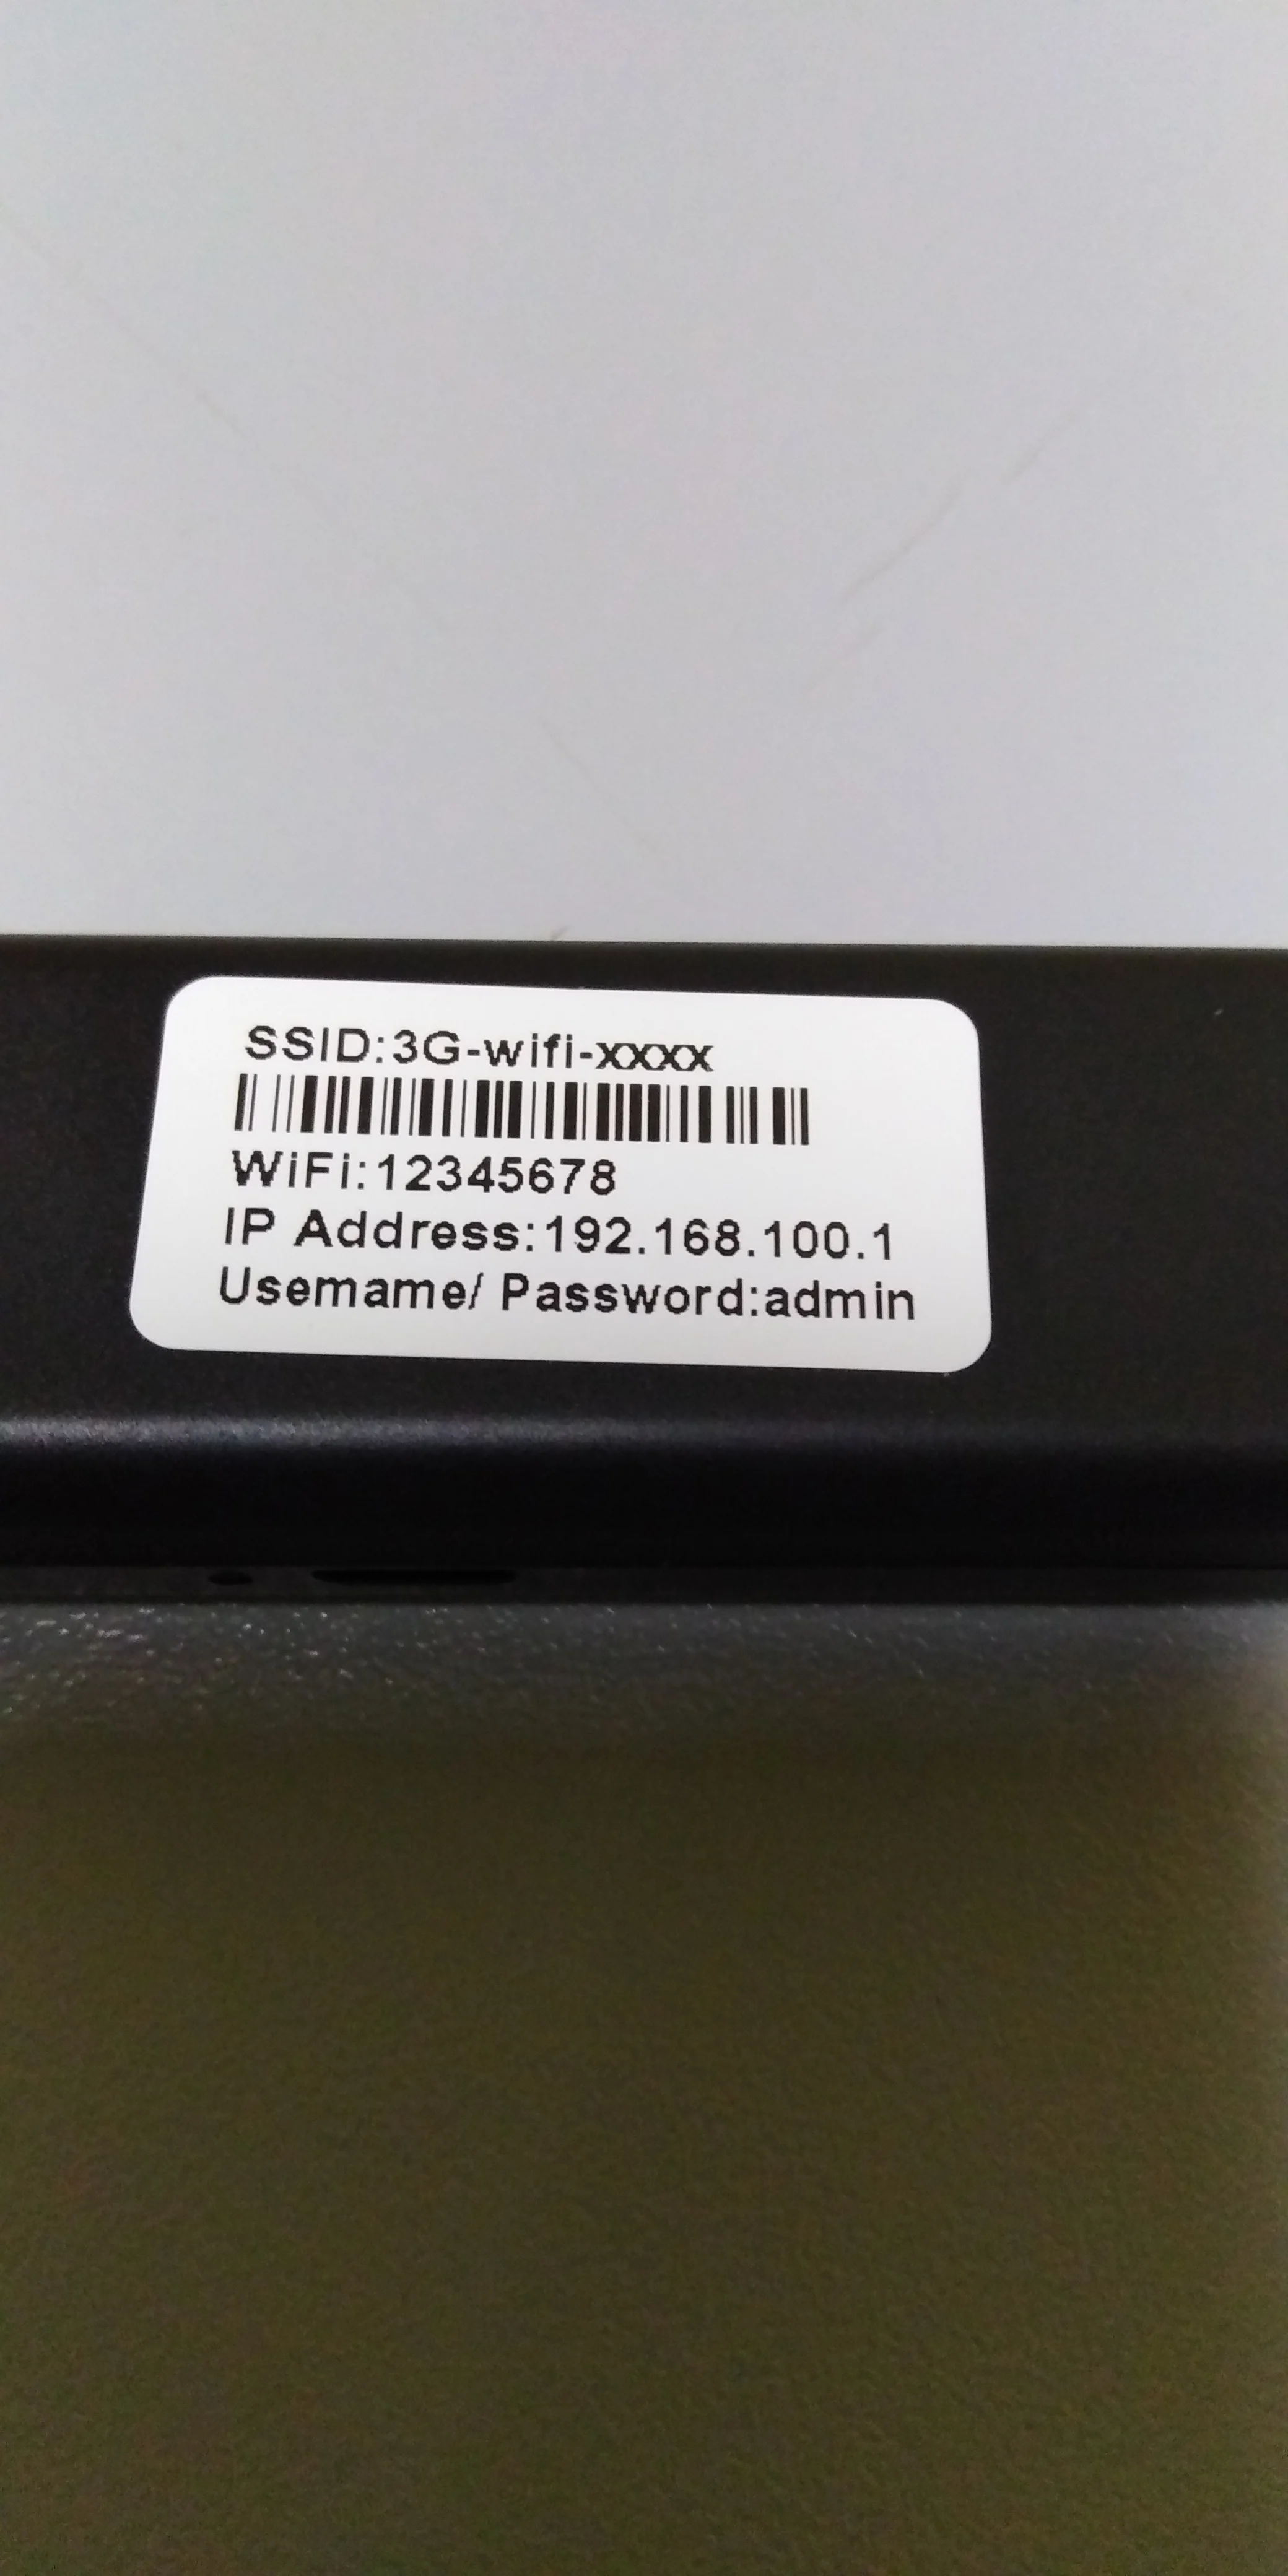 SSID:3G-wifi-xxxx
WiFi:12345678
IP Address:192.168.100.1
Usemame/ Password:admin